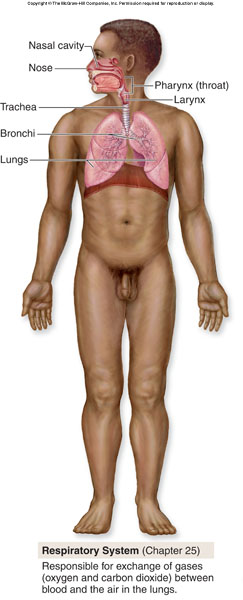 Copyright © The McGraw-Hill Companies, Inc. Permission required for reproduction or display.
Nasal cavity
Nose
Pharynx (throat)
Larynx
Trachea
Bronchi
Lungs
Respiratory System (Chapter 25)
Responsible for exchange of gases
(oxygen and carbon dioxide) between
blood and the air in the lungs.